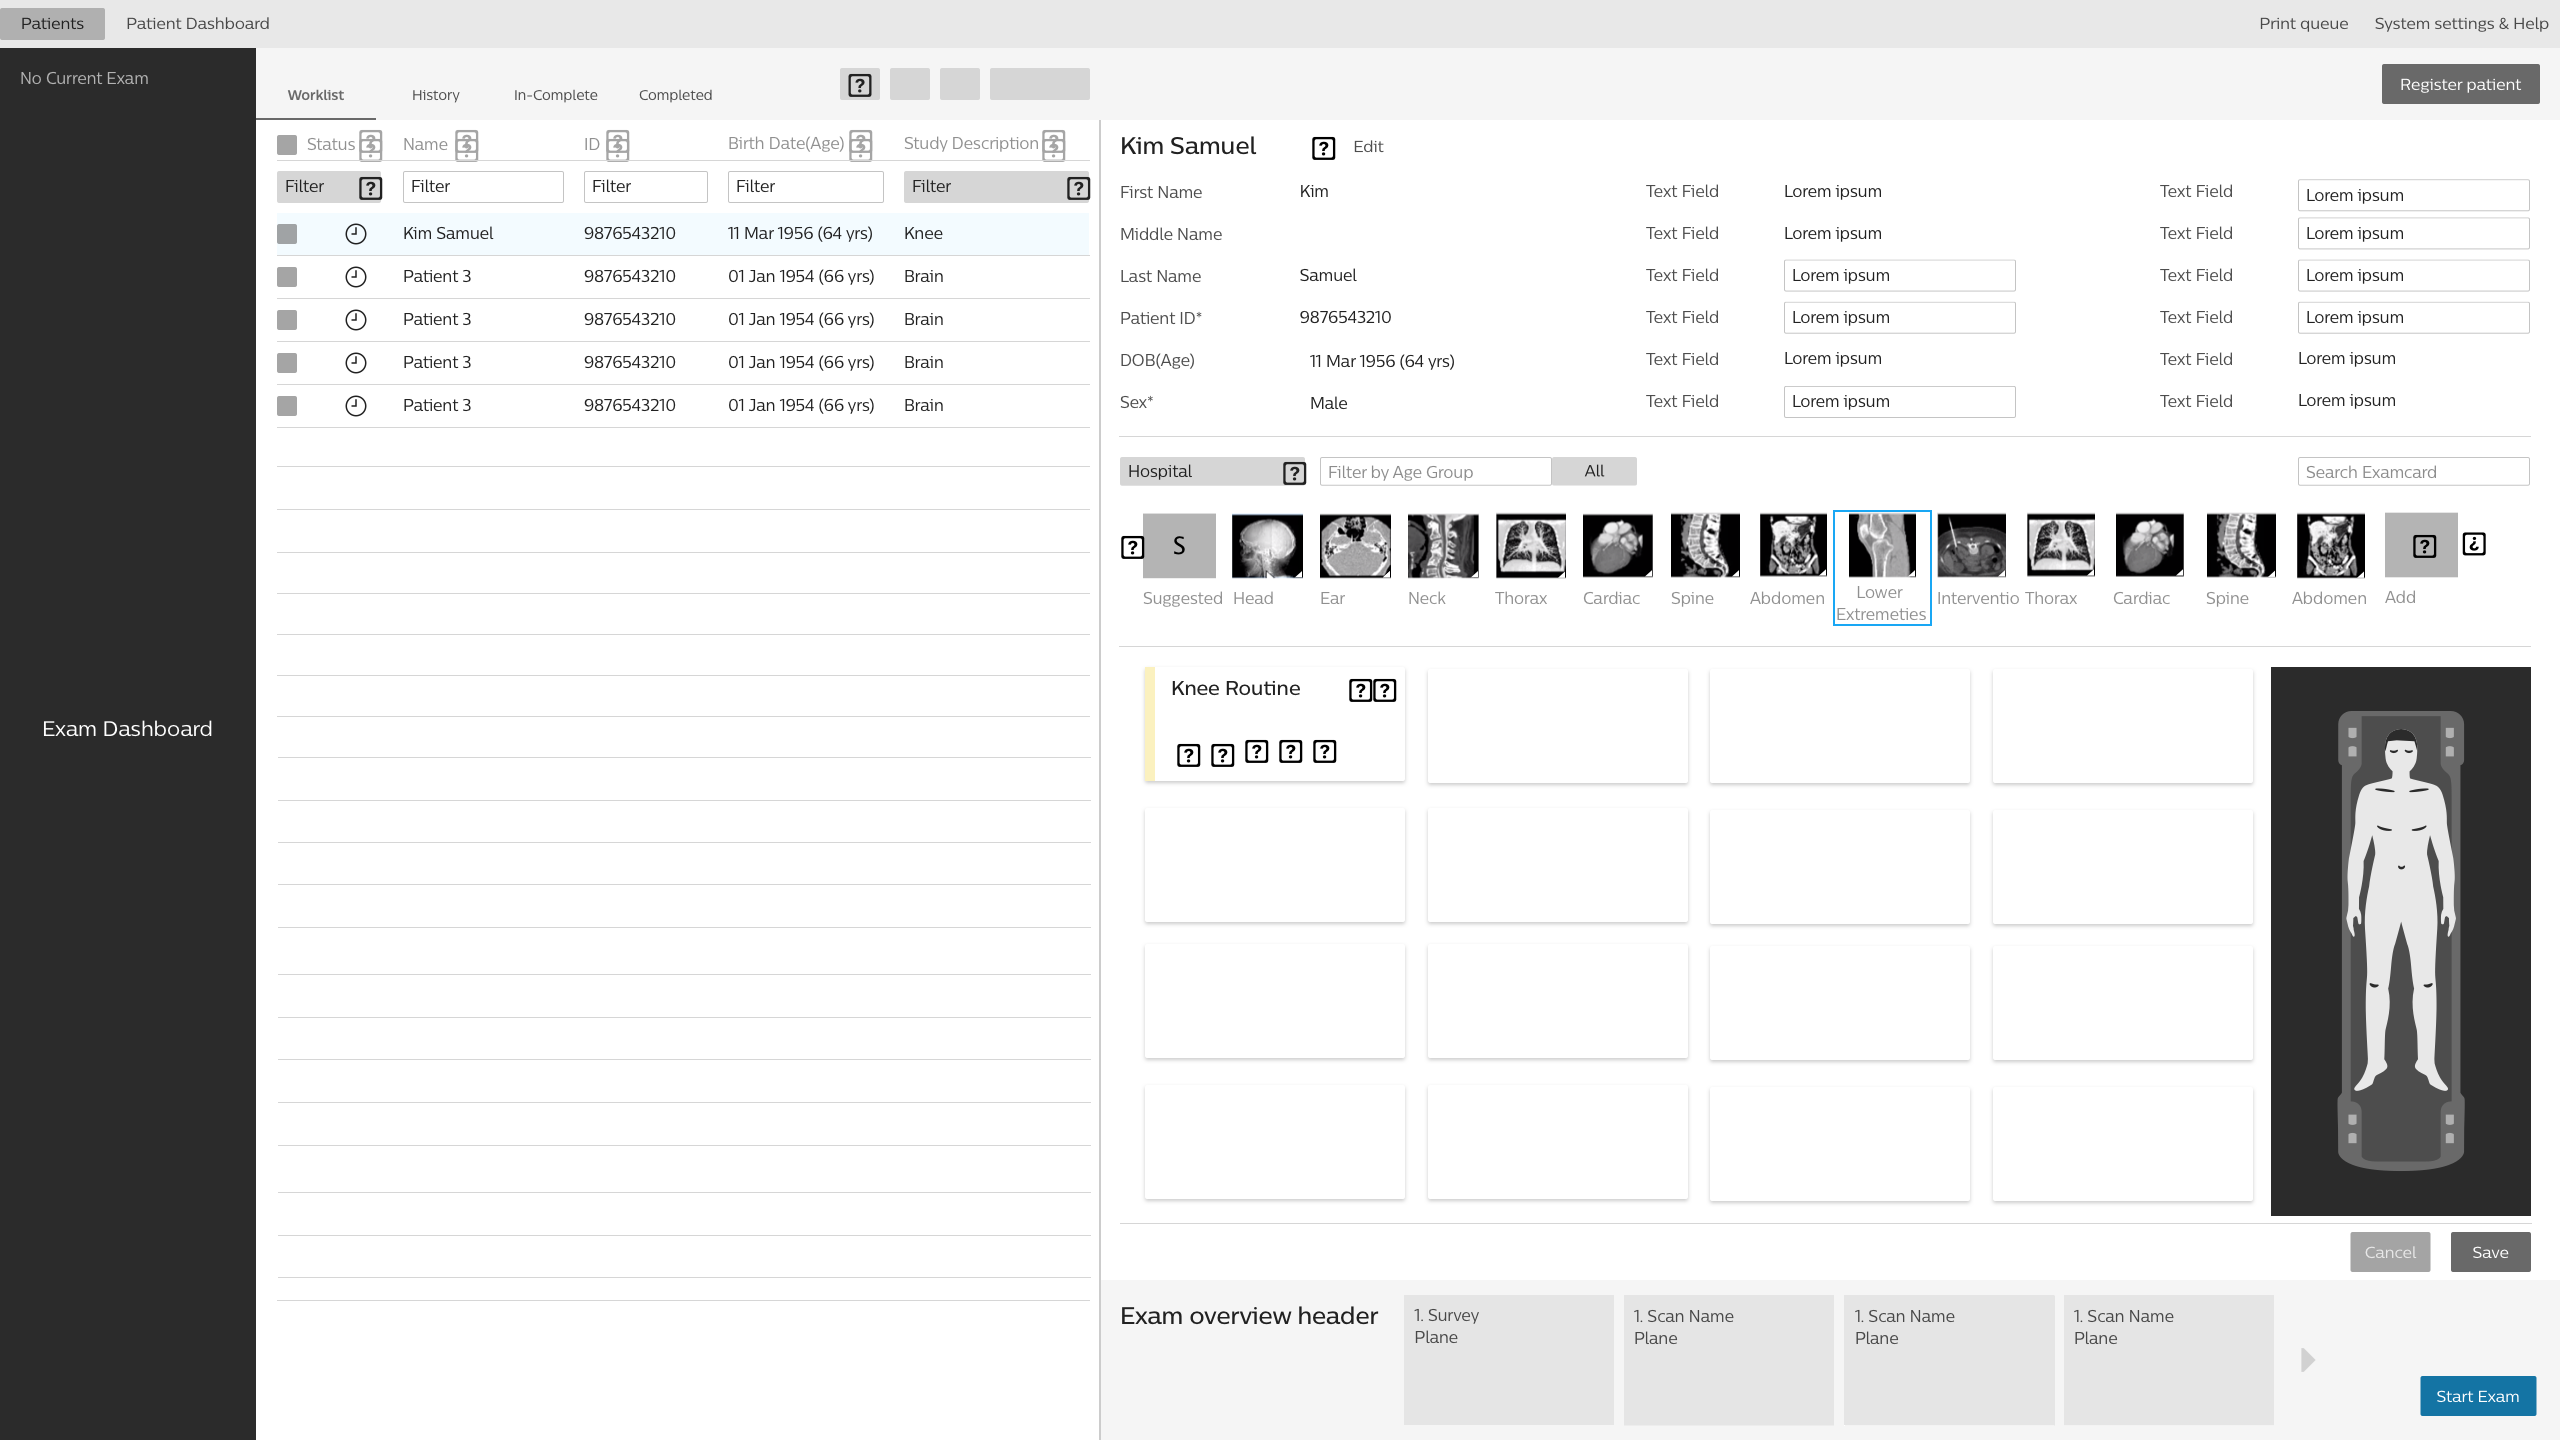 Patients
Patient Dashboard
Print queue
System settings & Help
No Current Exam
Exam Dashboard
Worklist
History
In-Complete
Completed
Register patient
Status
Name
ID
Birth Date(Age)
Study Description
Filter
Filter
Filter
Filter
Filter
Kim Samuel 9876543210 11 Mar 1956 (64 yrs) Knee
Patient 3 9876543210 01 Jan 1954 (66 yrs) Brain
Patient 3 9876543210 01 Jan 1954 (66 yrs) Brain
Patient 3 9876543210 01 Jan 1954 (66 yrs) Brain
Patient 3 9876543210 01 Jan 1954 (66 yrs) Brain
Kim Samuel
Edit
First Name Kim Text Field Lorem ipsum Text Field Lorem ipsum
Middle Name Text Field Lorem ipsum Text Field Lorem ipsum
Last Name Samuel Text Field Lorem ipsum Text Field Lorem ipsum
Patient ID* 9876543210 Text Field Lorem ipsum Text Field Lorem ipsum
DOB(Age) 11 Mar 1956 (64 yrs) Text Field Lorem ipsum Text Field Lorem ipsum
Sex* Male Text Field Lorem ipsum Text Field Lorem ipsum
Hospital
Filter by Age Group
All
Search Examcard
S
Suggested
Head
Ear
Neck
Thorax
Cardiac
Spine
Abdomen
Lower
Extremeties
Interventio
Thorax
Cardiac
Spine
Abdomen
Add
Knee Routine
Cancel
Save
Exam overview header
1. Survey
Plane
1. Scan Name
Plane
1. Scan Name
Plane
1. Scan Name
Plane
Start Exam